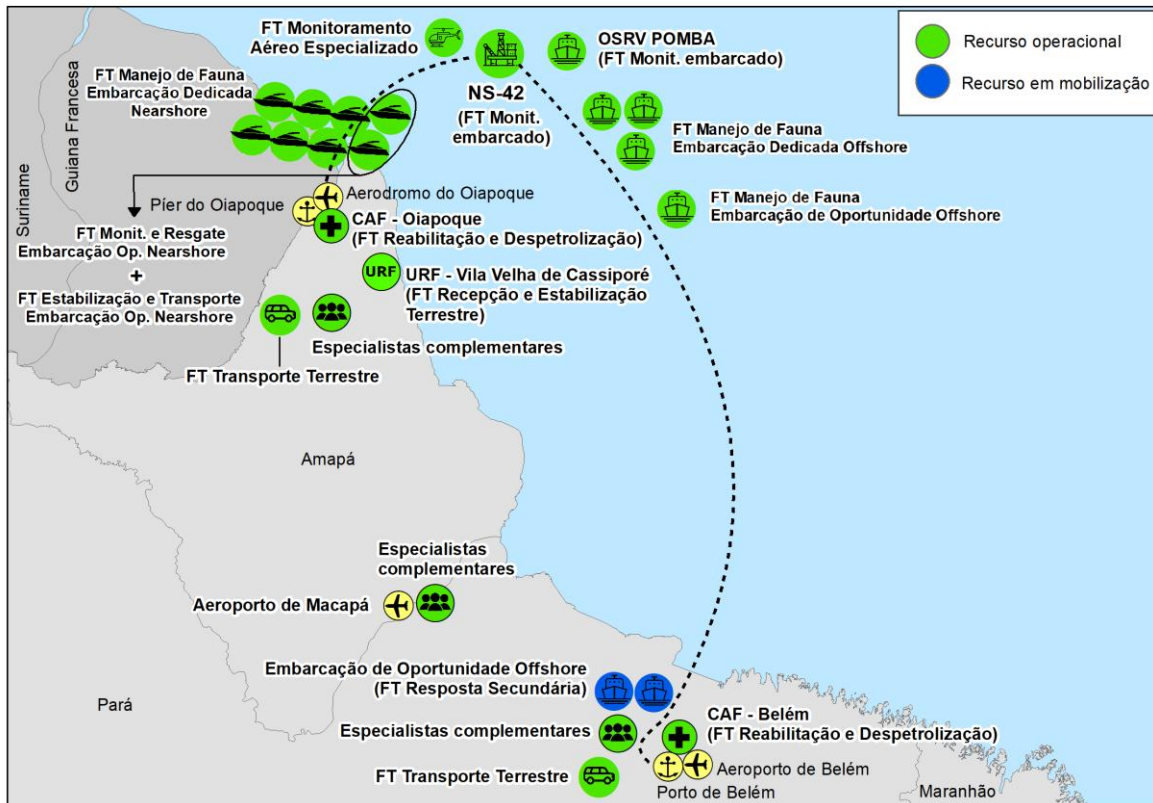 FT Monitoramento
Aéreo Especializado
OSRV POMBA
(FT Monit. embarcado)
Recurso operacional
Recurso em mobilização
NS-42
(FT Monit.
embarcado)
FT Manejo de Fauna
Embarcação Dedicada
Nearshore
FT Manejo de Fauna
Embarcação Dedicada Offshore
FT Manejo de Fauna
Embarcação de Oportunidade Offshore
Suriname
Guiana Francesa
Píer do Oiapoque
Aerodromo do Oiapoque
CAF - Oiapoque
(FT Reabilitação e Despetrolização)
FT Monit. e Resgate
Embarcação Op. Nearshore
+
FT Estabilização e Transporte
Embarcação Op. Nearshore
URF
URF - Vila Velha de Cassiporé
(FT Recepção e Estabilização
Terrestre)
Especialistas complementares
FT Transporte Terrestre
Amapá
Especialistas
complementares
Aeroporto de Macapá
Pará
Embarcação de Oportunidade Offshore
(FT Resposta Secundária)
Especialistas complementares
CAF - Belém
(FT Reabilitação e Despetrolização)
FT Transporte Terrestre
Aeroporto de Belém
Porto de Belém
Maranhão